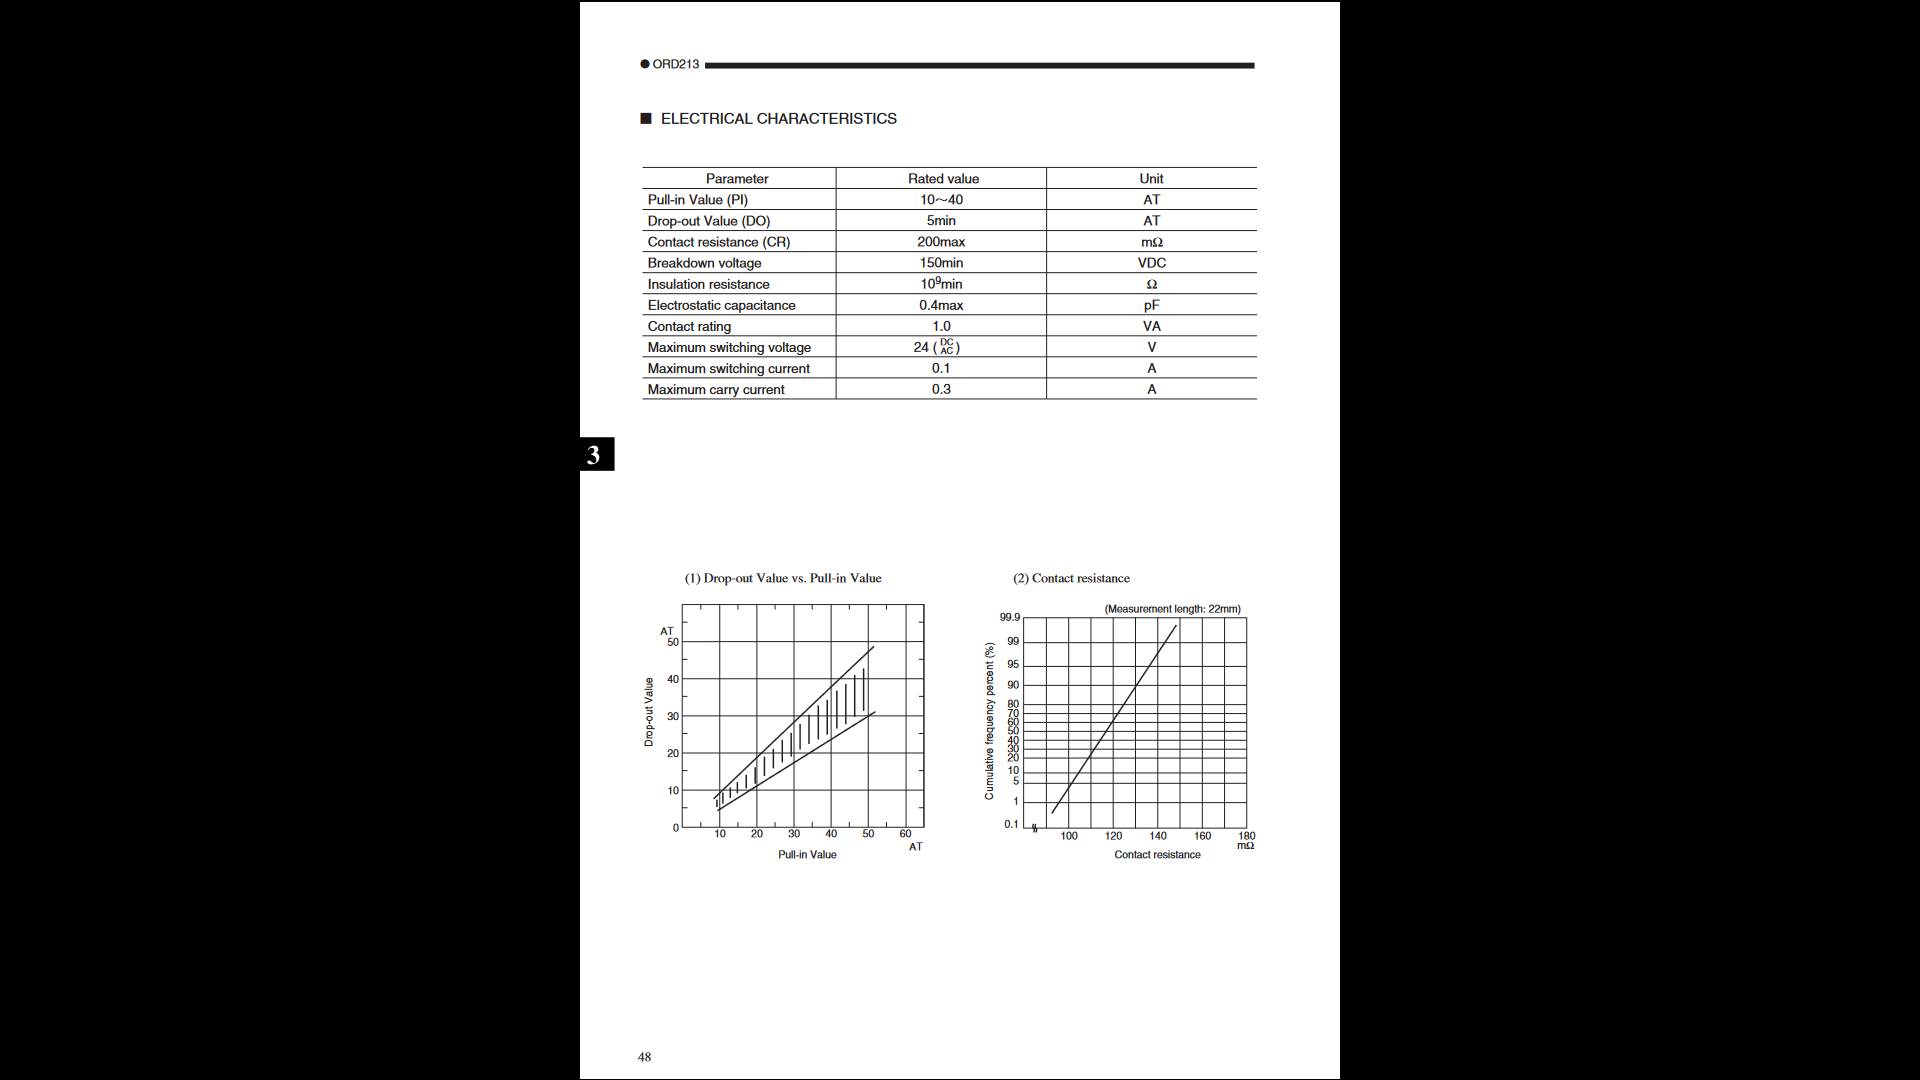 ● ORD213
■ ELECTRICAL CHARACTERISTICS
Parameter Rated value Unit
Pull-in Value (PI) 10～40 AT
Drop-out Value (DO) 5min AT
Contact resistance (CR) 200max mΩ
Breakdown voltage 150min VDC
Insulation resistance 10⁹min Ω
Electrostatic capacitance 0.4max pF
Contact rating 1.0 VA
Maximum switching voltage 24 ( DC AC ) V
Maximum switching current 0.1 A
Maximum carry current 0.3 A
3
(1) Drop-out Value vs. Pull-in Value
AT
50
40
30
20
10
0
Drop-out Value
10 20 30 40 50 60
AT
Pull-in Value
(2) Contact resistance
(Measurement length: 22mm)
99.9
99
95
90
80
70
60
50
40
30
20
10
5
1
0.1
Cumulative frequency percent (%)
100 120 140 160 180
mΩ
Contact resistance
48